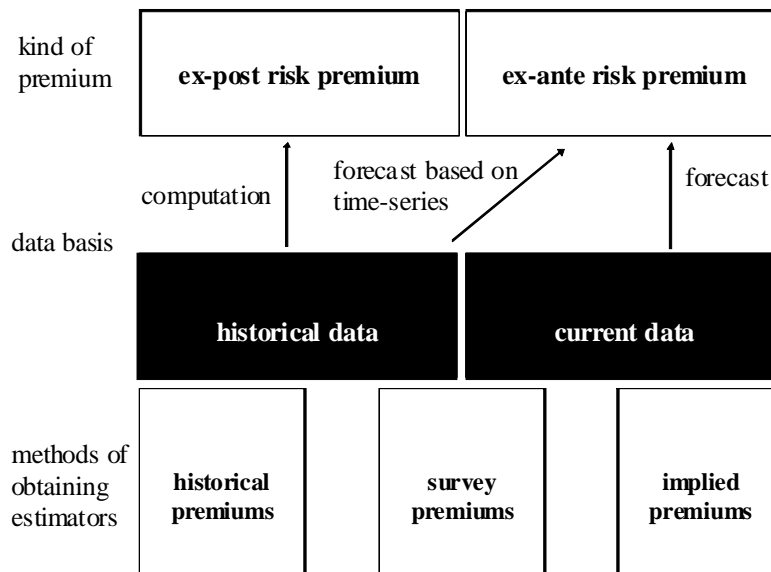 kind of
premium
ex-post risk premium
ex-ante risk premium
computation
forecast based on
time-series
forecast
data basis
historical data
current data
methods of
obtaining
estimators
historical
premiums
survey
premiums
implied
premiums